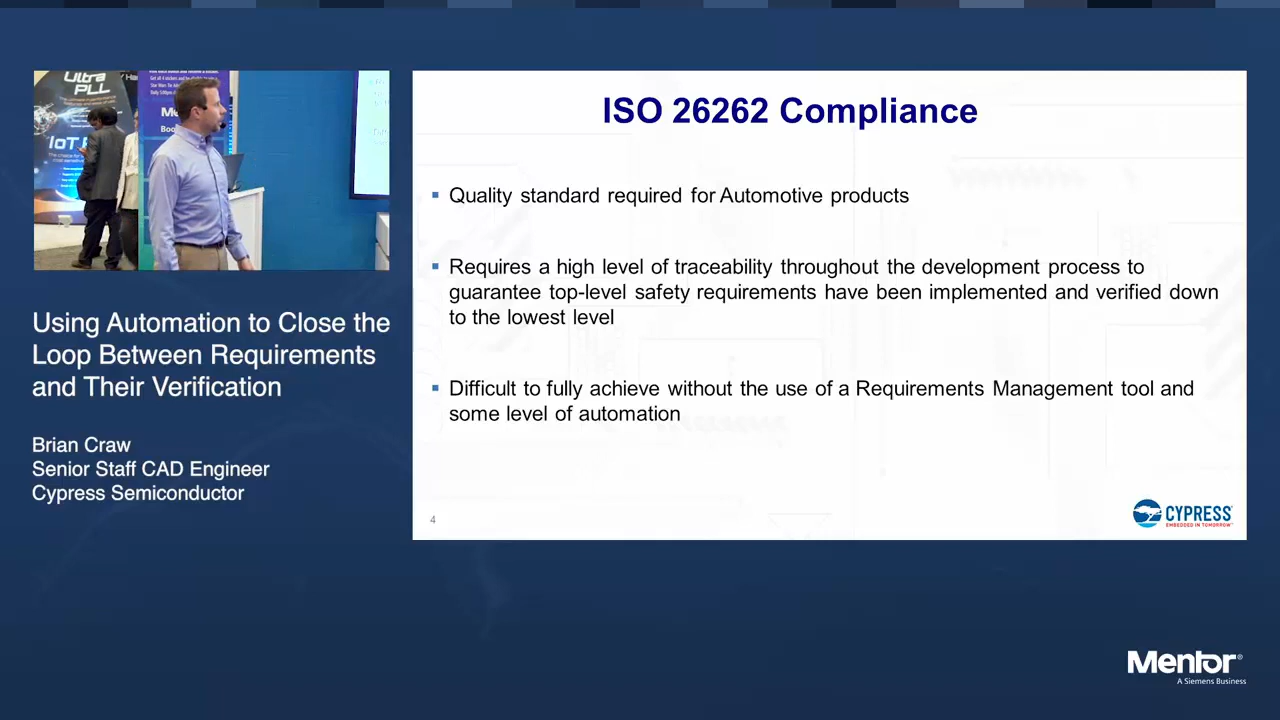 Ultra
PLL
IoT
Using Automation to Close the
Loop Between Requirements
and Their Verification
Brian Craw
Senior Staff CAD Engineer
Cypress Semiconductor
ISO 26262 Compliance
▪ Quality standard required for Automotive products
▪ Requires a high level of traceability throughout the development process to
guarantee top-level safety requirements have been implemented and verified down
to the lowest level
▪ Difficult to fully achieve without the use of a Requirements Management tool and
some level of automation
4
CYPRESS
EMBEDDED IN TOMORROW
Mentor®
A Siemens Business